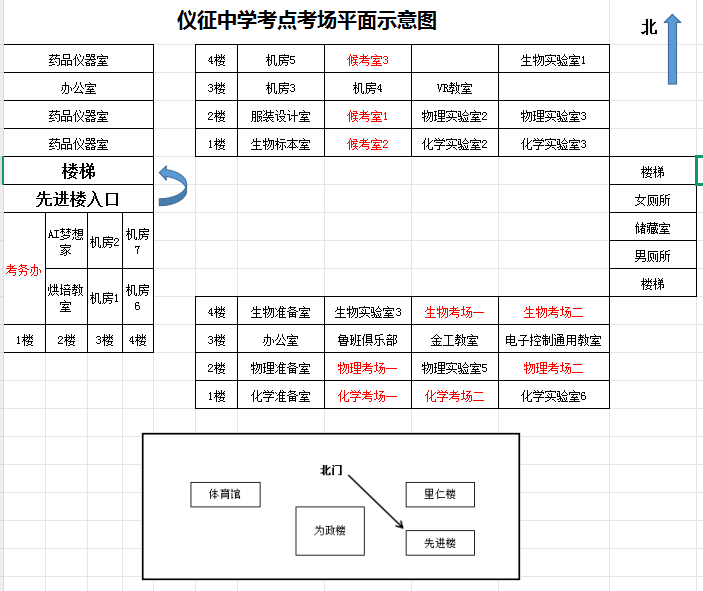 仪征中学考点考场平面示意图
北
药品仪器室 4楼 机房5 候考室3 生物实验室1
办公室 3楼 机房3 机房4 VR教室
药品仪器室 2楼 服装设计室 候考室1 物理实验室2 物理实验室3
药品仪器室 1楼 生物标本室 候考室2 化学实验室2 化学实验室3
楼梯 楼梯
先进楼入口 女厕所
考务办 AI梦想家 机房2 机房7 储藏室
男厕所
烘培教室 机房1 机房6 楼梯
4楼 生物准备室 生物实验室3 生物考场一 生物考场二
1楼 2楼 3楼 4楼 3楼 办公室 鲁班俱乐部 金工教室 电子控制通用教室
2楼 物理准备室 物理考场一 物理实验室5 物理考场二
1楼 化学准备室 化学考场一 化学考场二 化学实验室6
北门
体育馆 里仁楼
为政楼
先进楼